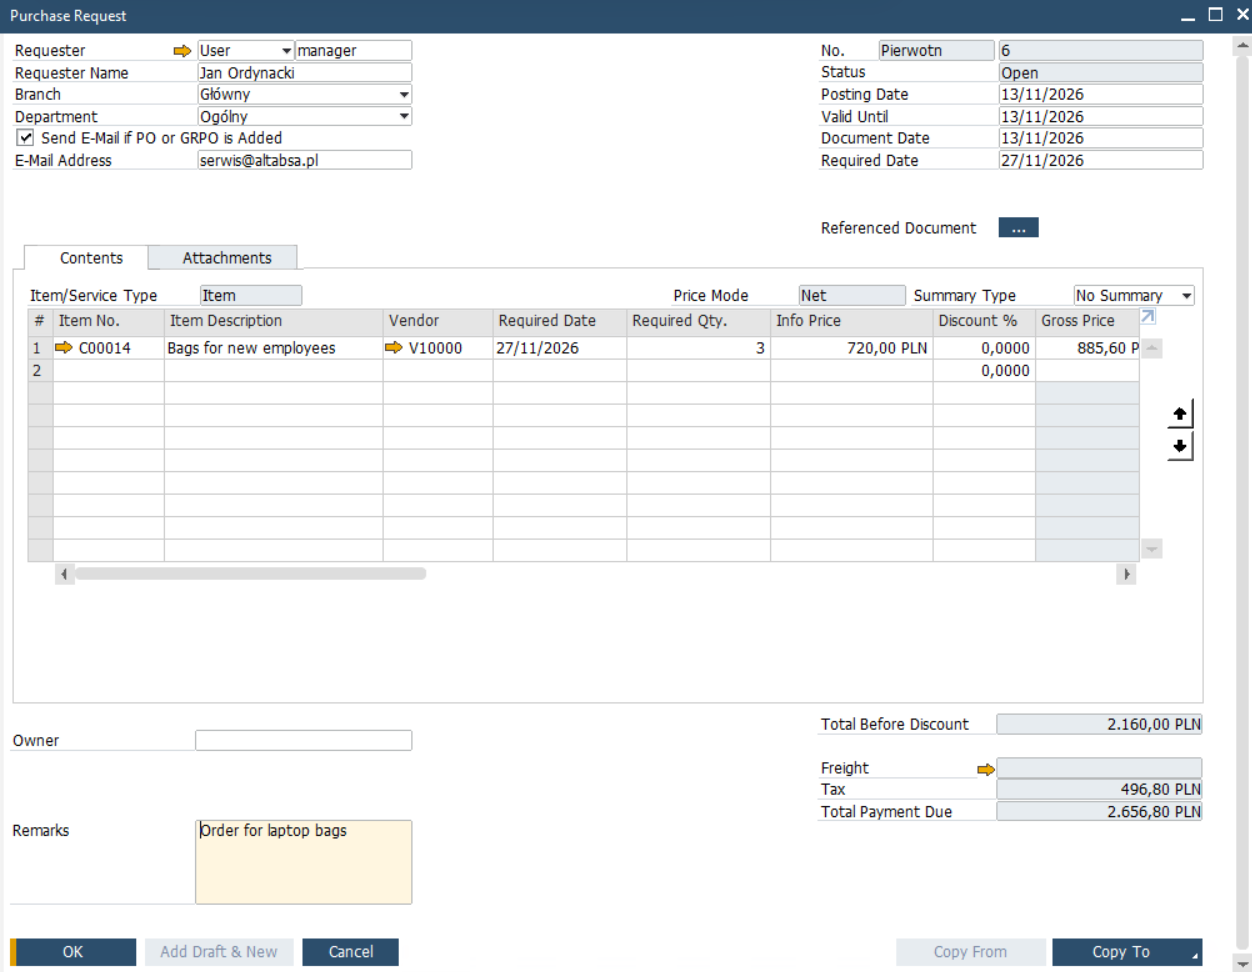 Purchase Request
Requester User manager No. Pierwotn 6
Requester Name Jan Ordynacki Status Open
Branch Główny Posting Date 13/11/2026
Department Ogólny Valid Until 13/11/2026
Send E-Mail if PO or GRPO is Added Document Date 13/11/2026
E-Mail Address serwis@altabsa.pl Required Date 27/11/2026
Referenced Document ...
Contents Attachments
Item/Service Type Item Price Mode Net Summary Type No Summary
# Item No. Item Description Vendor Required Date Required Qty. Info Price Discount % Gross Price
1 C00014 Bags for new employees V10000 27/11/2026 3 720,00 PLN 0,0000 885,60 P
2 0,0000
Total Before Discount 2.160,00 PLN
Owner
Freight
Tax 496,80 PLN
Total Payment Due 2.656,80 PLN
Remarks Order for laptop bags
OK Add Draft & New Cancel Copy From Copy To